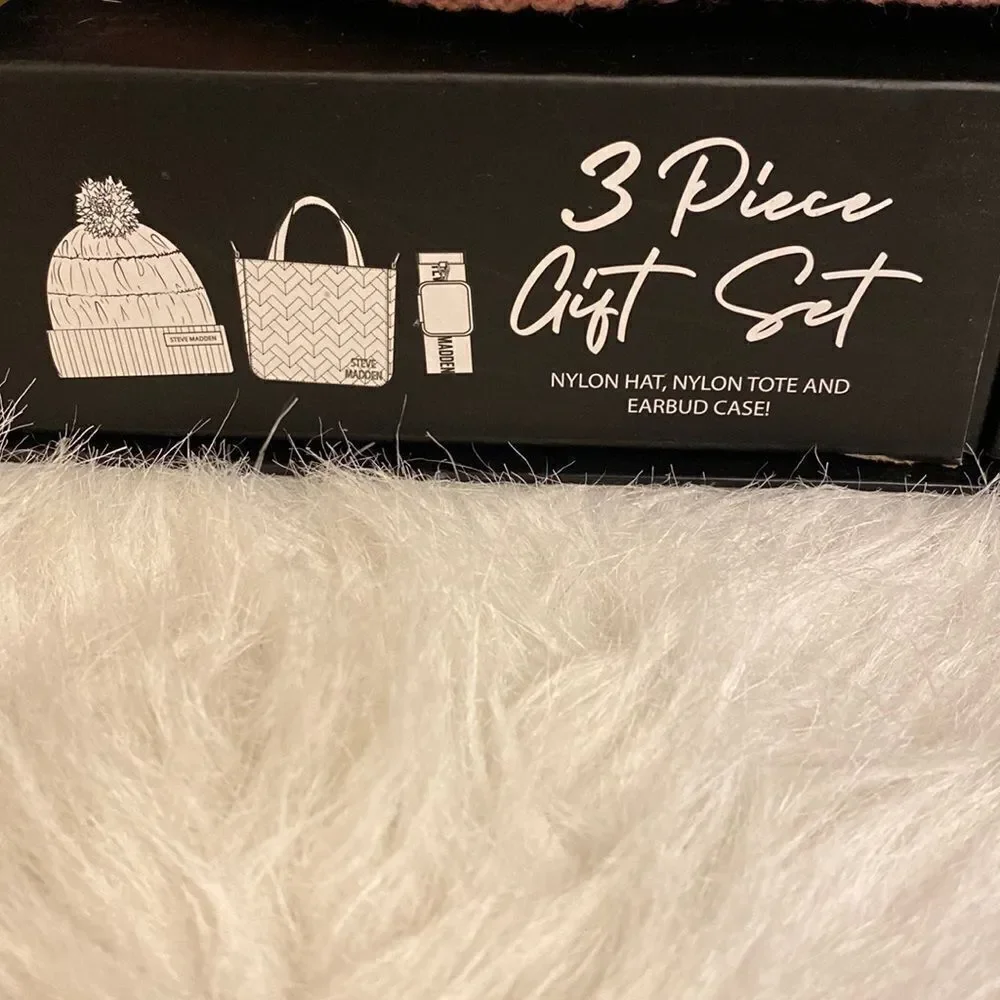 3 Piece
Gift Set
NYLON HAT, NYLON TOTE AND
EARBUD CASE!
STEVE MADDEN
STEVE
MADDEN
MADDEN